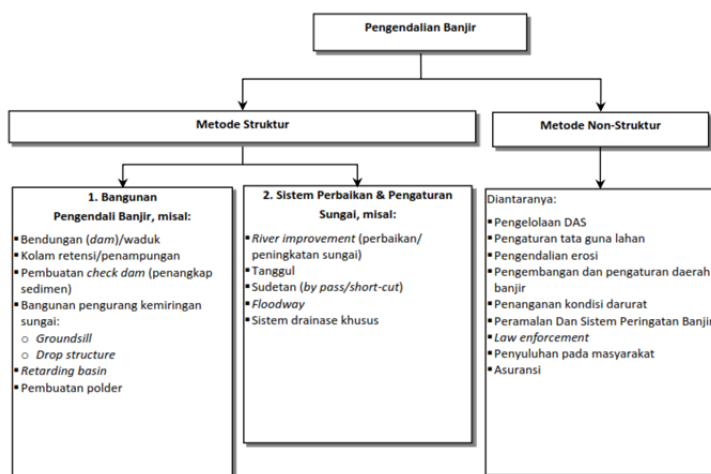 Pengendalian Banjir
Metode Struktur
Metode Non-Struktur
1. Bangunan
Pengendali Banjir, misal:
▪ Bendungan (dam)/waduk
▪ Kolam retensi/penampungan
▪ Pembuatan check dam (penangkap
sedimen)
▪ Bangunan pengurang kemiringan
sungai:
o Groundsill
o Drop structure
▪ Retarding basin
▪ Pembuatan polder
2. Sistem Perbaikan & Pengaturan
Sungai, misal:
▪ River improvement (perbaikan/
peningkatan sungai)
▪ Tanggul
▪ Sudetan (by pass/short-cut)
▪ Floodway
▪ Sistem drainase khusus
Diantaranya:
▪ Pengelolaan DAS
▪ Pengaturan tata guna lahan
▪ Pengendalian erosi
▪ Pengembangan dan pengaturan daerah
banjir
▪ Penanganan kondisi darurat
▪ Peramalan Dan Sistem Peringatan Banjir
▪ Law enforcement
▪ Penyuluhan pada masyarakat
▪ Asuransi